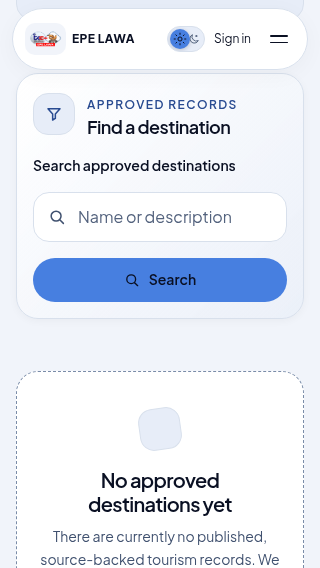 EPE LAWA
Sign in
APPROVED RECORDS
Find a destination
Search approved destinations
Name or description
Search
No approved
destinations yet
There are currently no published,
source-backed tourism records. We